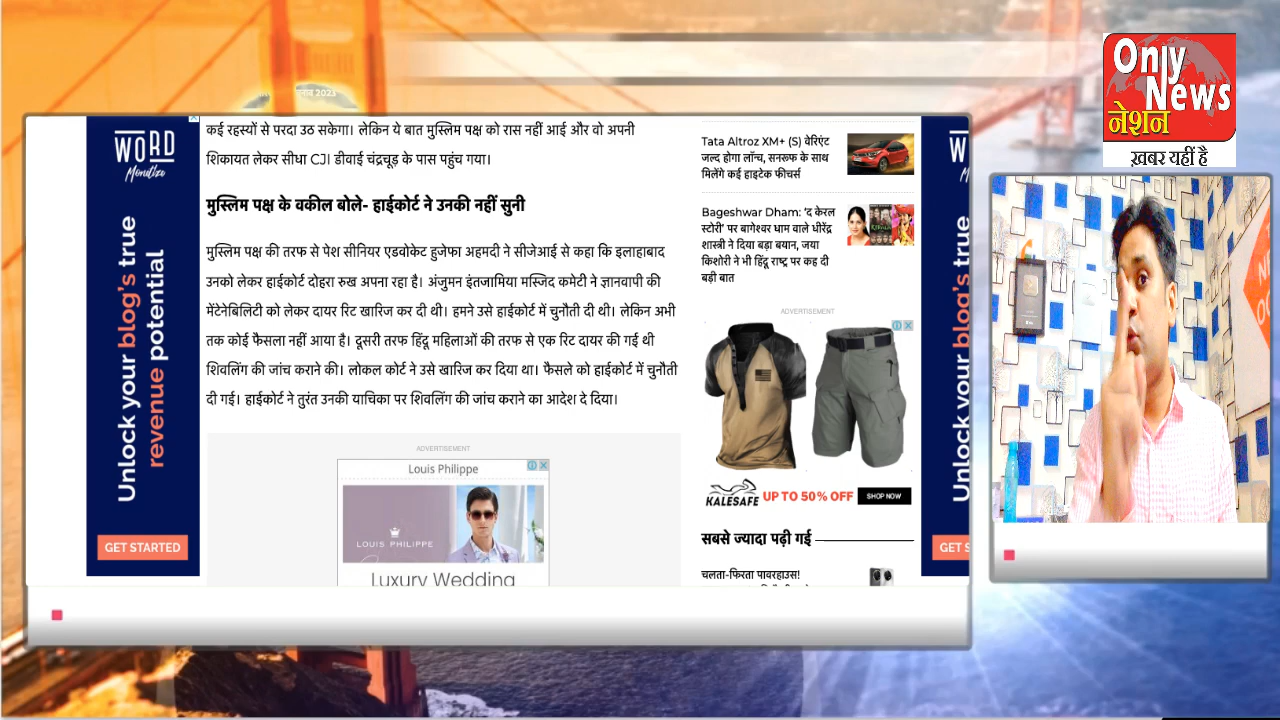 Only
News
नेशन
ख़बर यहीं है
2023
WORD
Monetize
Unlock your blog's true
revenue potential
GET STARTED
कई रहस्यों से परदा उठ सकेगा। लेकिन ये बात मुस्लिम पक्ष को रास नहीं आई और वो अपनी
शिकायत लेकर सीधा CJI डीवाई चंद्रचूड़ के पास पहुंच गया।
मुस्लिम पक्ष के वकील बोले- हाईकोर्ट ने उनकी नहीं सुनी
मुस्लिम पक्ष की तरफ से पेश सीनियर एडवोकेट हुजेफा अहमदी ने सीजेआई से कहा कि इलाहाबाद
उनको लेकर हाईकोर्ट दोहरा रुख अपना रहा है। अंजुमन इंतजामिया मस्जिद कमेटी ने ज्ञानवापी की
मेंटेनेबिलिटी को लेकर दायर रिट खारिज कर दी थी। हमने उसे हाईकोर्ट में चुनौती दी थी। लेकिन अभी
तक कोई फैसला नहीं आया है। दूसरी तरफ हिंदू महिलाओं की तरफ से एक रिट दायर की गई थी
शिवलिंग की जांच कराने की। लोकल कोर्ट ने उसे खारिज कर दिया था। फैसले को हाईकोर्ट में चुनौती
दी गई। हाईकोर्ट ने तुरंत उनकी याचिका पर शिवलिंग की जांच कराने का आदेश दे दिया।
ADVERTISEMENT
Louis Philippe
LOUIS PHILIPPE
Luxury Wedding
Tata Altroz XM+ (S) वेरिएंट
जल्द होगा लॉन्च, सनरूफ के साथ
मिलेंगे कई हाइटेक फीचर्स
Bageshwar Dham: ‘द केरल
स्टोरी’ पर बागेश्वर धाम वाले धीरेंद्र
शास्त्री ने दिया बड़ा बयान, जया
किशोरी ने भी हिंदू राष्ट्र पर कह दी
बड़ी बात
ADVERTISEMENT
KALESAFE UP TO 50% OFF SHOP NOW
सबसे ज्यादा पढ़ी गई
चलता-फिरता पावरहाउस!
W
M
Unlock your blog's true
GET S